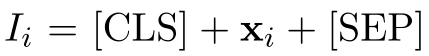 I_i = [CLS] + x_i + [SEP]